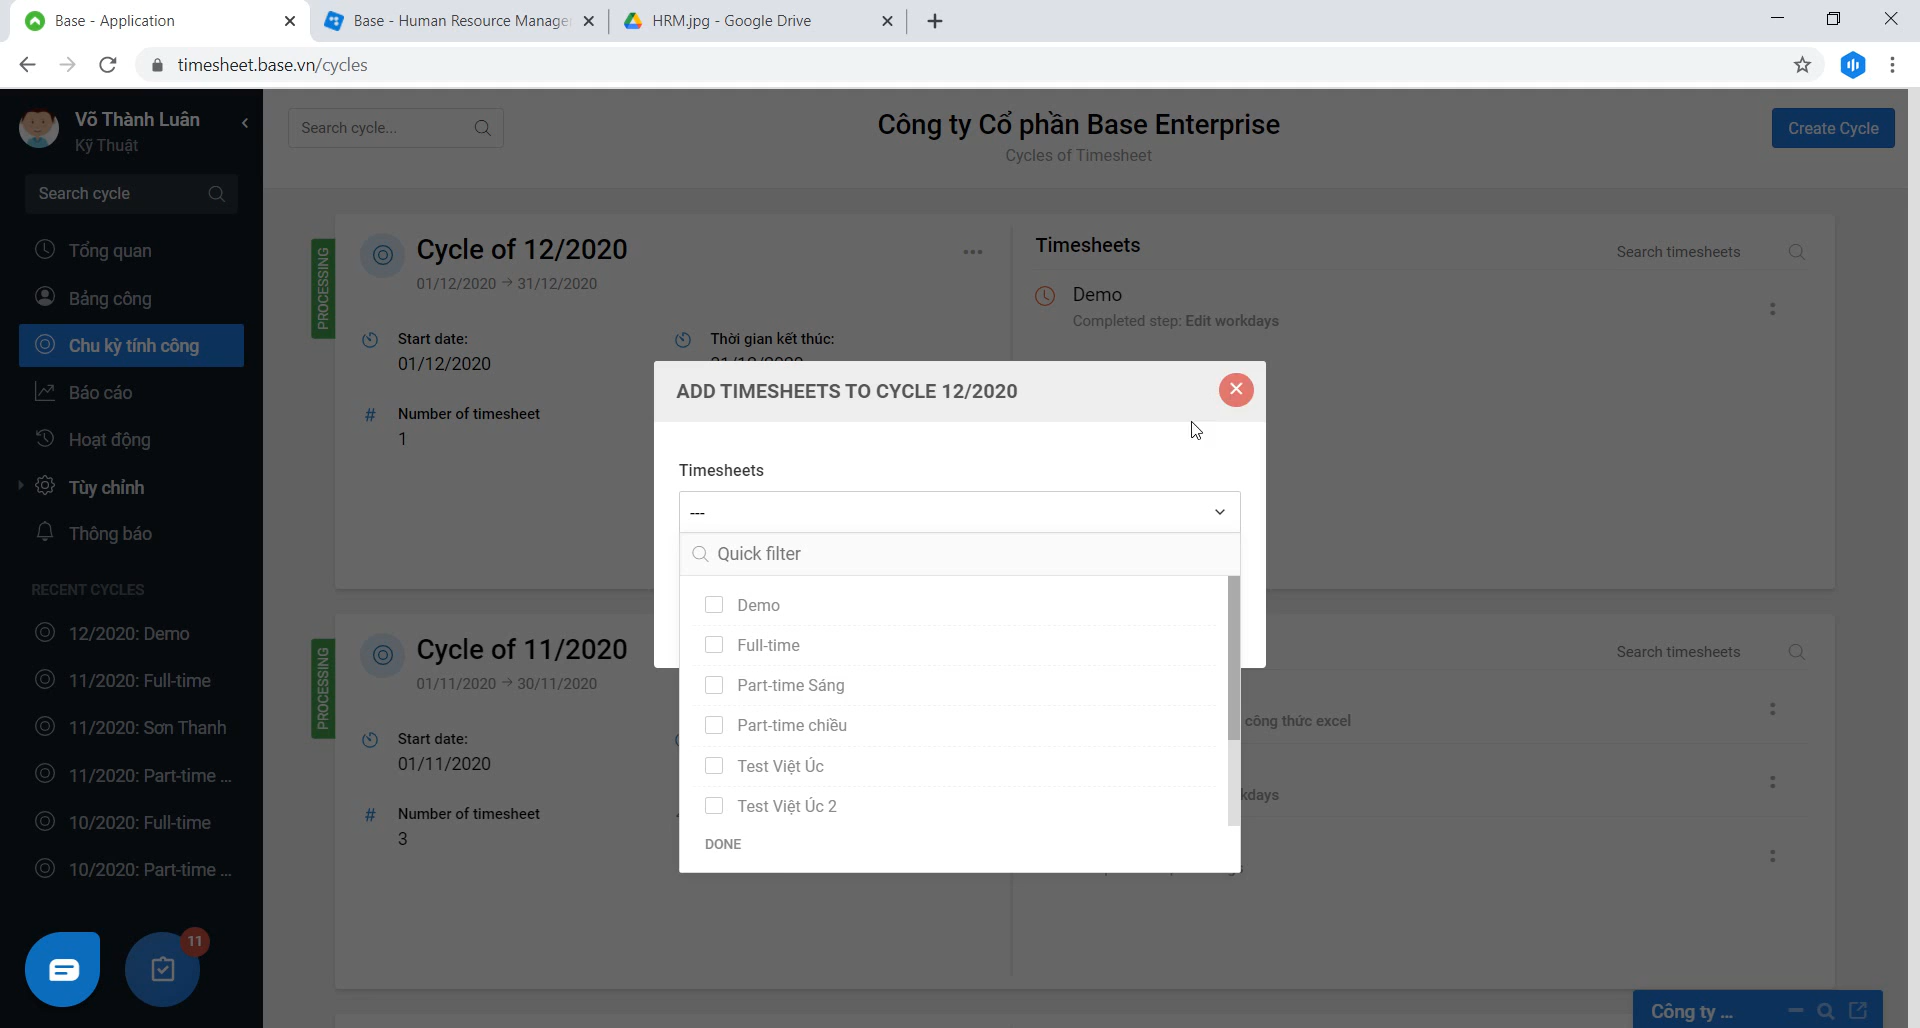 Base - Application
Base - Human Resource Manage
HRM.jpg - Google Drive
timesheet.base.vn/cycles
Võ Thành Luân
Kỹ Thuật
Search cycle
Tổng quan
Bảng công
Chu kỳ tính công
Báo cáo
Hoạt động
Tùy chỉnh
Thông báo
RECENT CYCLES
12/2020: Demo
11/2020: Full-time
11/2020: Sơn Thanh
11/2020: Part-time ...
10/2020: Full-time
10/2020: Part-time ...
11
Search cycle...
Công ty Cổ phần Base Enterprise
Cycles of Timesheet
Create Cycle
PROCESSING
Cycle of 12/2020
01/12/2020 → 31/12/2020
Start date:
01/12/2020
Thời gian kết thúc:
# Number of timesheet
1
Timesheets
Search timesheets
Demo
Completed step: Edit workdays
ADD TIMESHEETS TO CYCLE 12/2020
Timesheets
---
Quick filter
Demo
Full-time
Part-time Sáng
Part-time chiều
Test Việt Úc
Test Việt Úc 2
DONE
PROCESSING
Cycle of 11/2020
01/11/2020 → 30/11/2020
Start date:
01/11/2020
# Number of timesheet
3
Search timesheets
công thức excel
kdays
Công ty ...